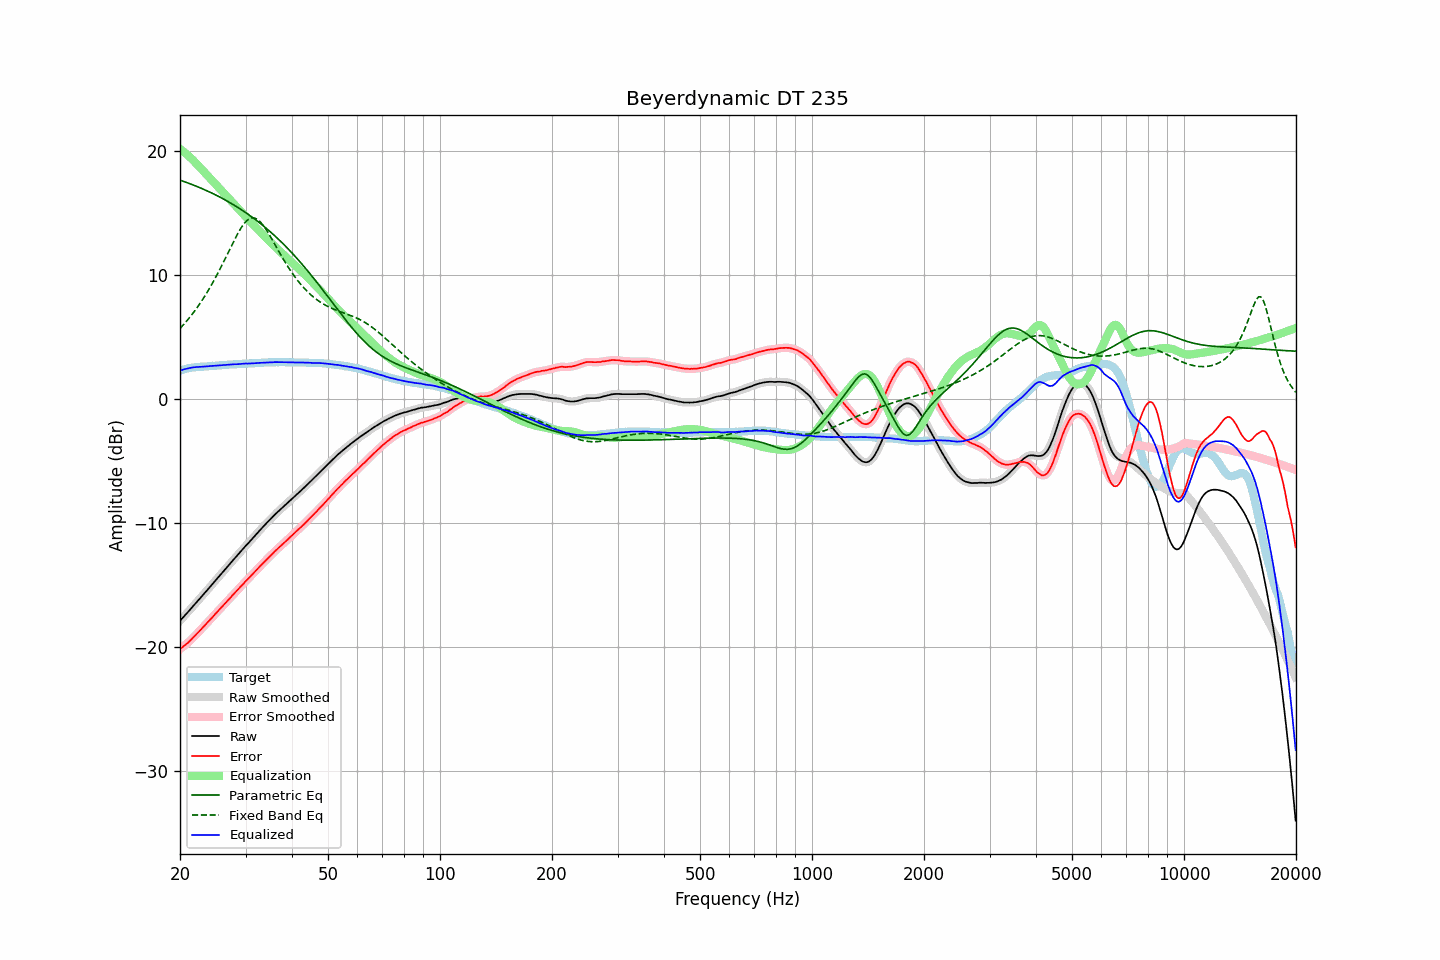 Beyerdynamic DT 235
Amplitude (dBr)
20
10
0
−10
−20
−30
Target
Raw Smoothed
Error Smoothed
Raw
Error
Equalization
Parametric Eq
Fixed Band Eq
Equalized
20 50 100 200 500 1000 2000 5000 10000 20000
Frequency (Hz)